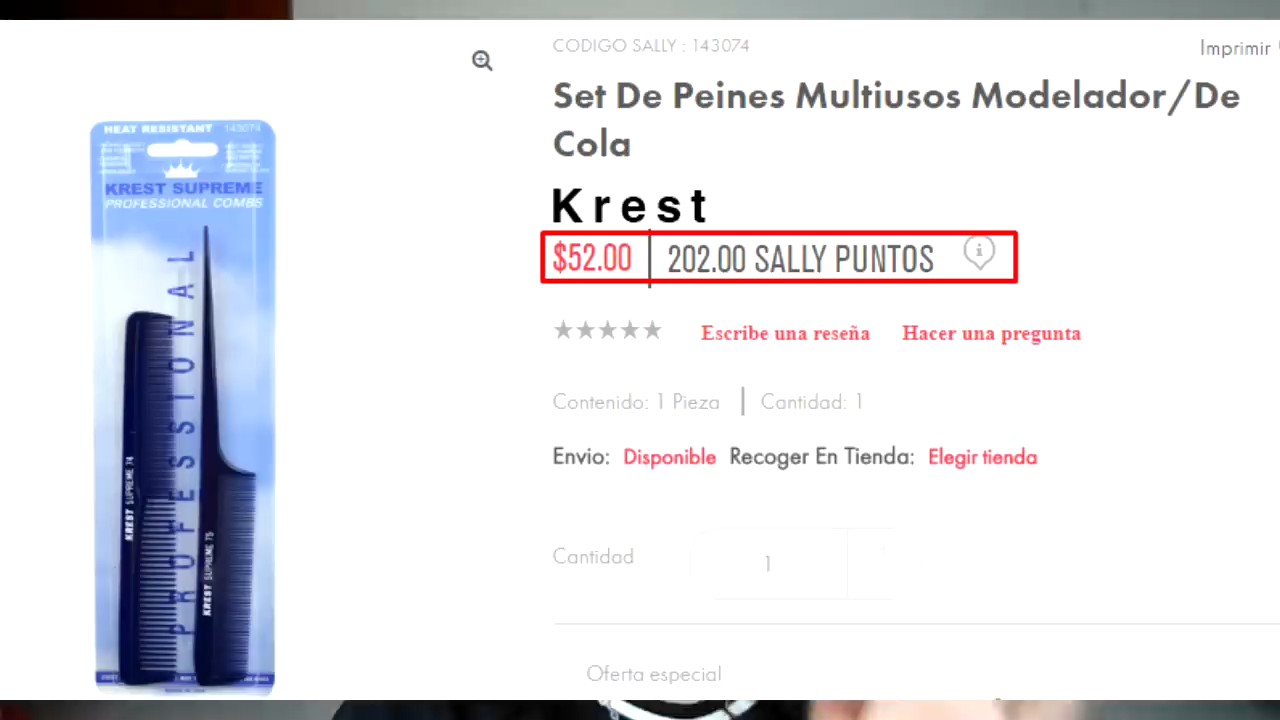 CODIGO SALLY : 143074
Imprimir
Set De Peines Multiusos Modelador/De
Cola
Krest
$52.00 | 202.00 SALLY PUNTOS
Escribe una reseña Hacer una pregunta
Contenido: 1 Pieza | Cantidad: 1
Envio: Disponible Recoger En Tienda: Elegir tienda
Cantidad 1
Oferta especial
HEAT RESISTANT 143074
KREST SUPREME
PROFESSIONAL COMBS
PROFESSIONAL
KREST SUPREME 74
KREST SUPREME 75